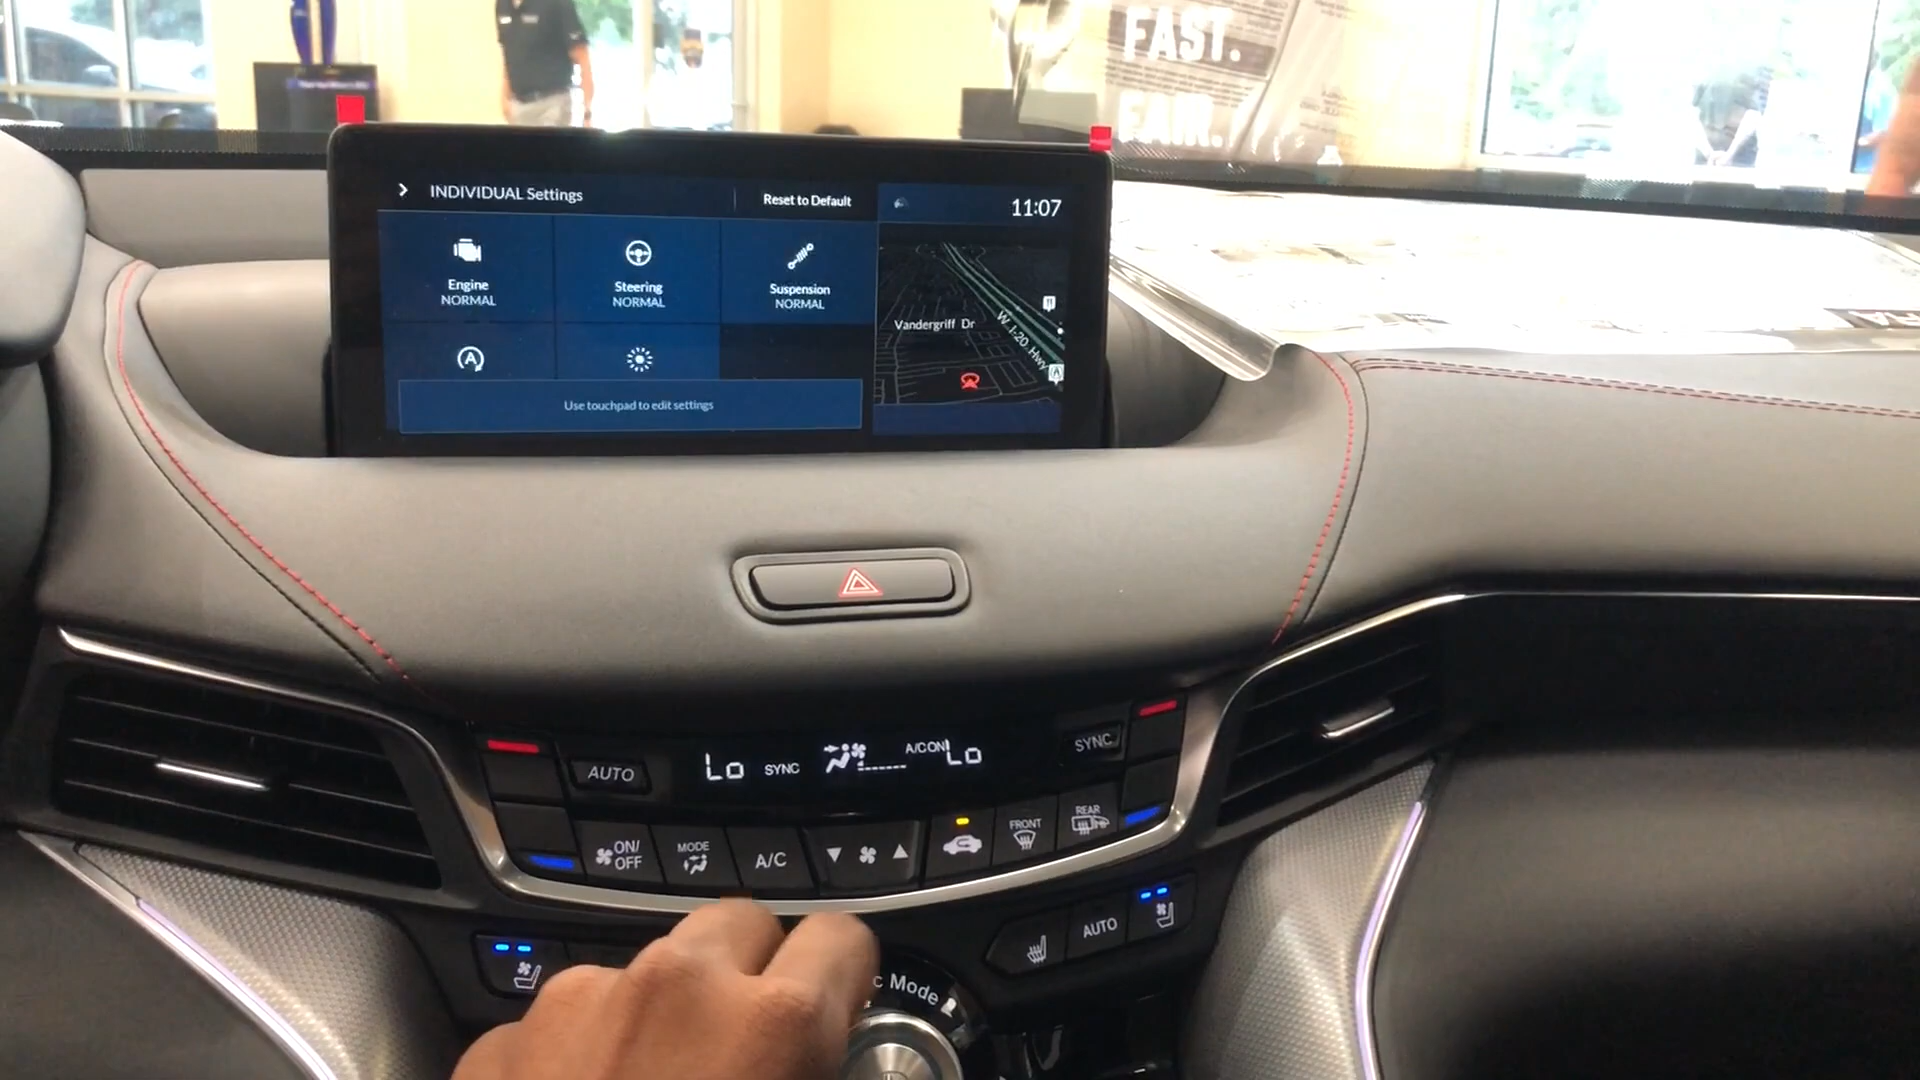 FAST.
FAIR.
INDIVIDUAL Settings
Reset to Default
11:07
Engine
NORMAL
Steering
NORMAL
Suspension
NORMAL
A
Vandergriff Dr
W. I-20. Hwy
Use touchpad to edit settings
AUTO
Lo
SYNC
A/C ON
Lo
SYNC
ON/
OFF
MODE
A/C
FRONT
REAR
AUTO
c Mode